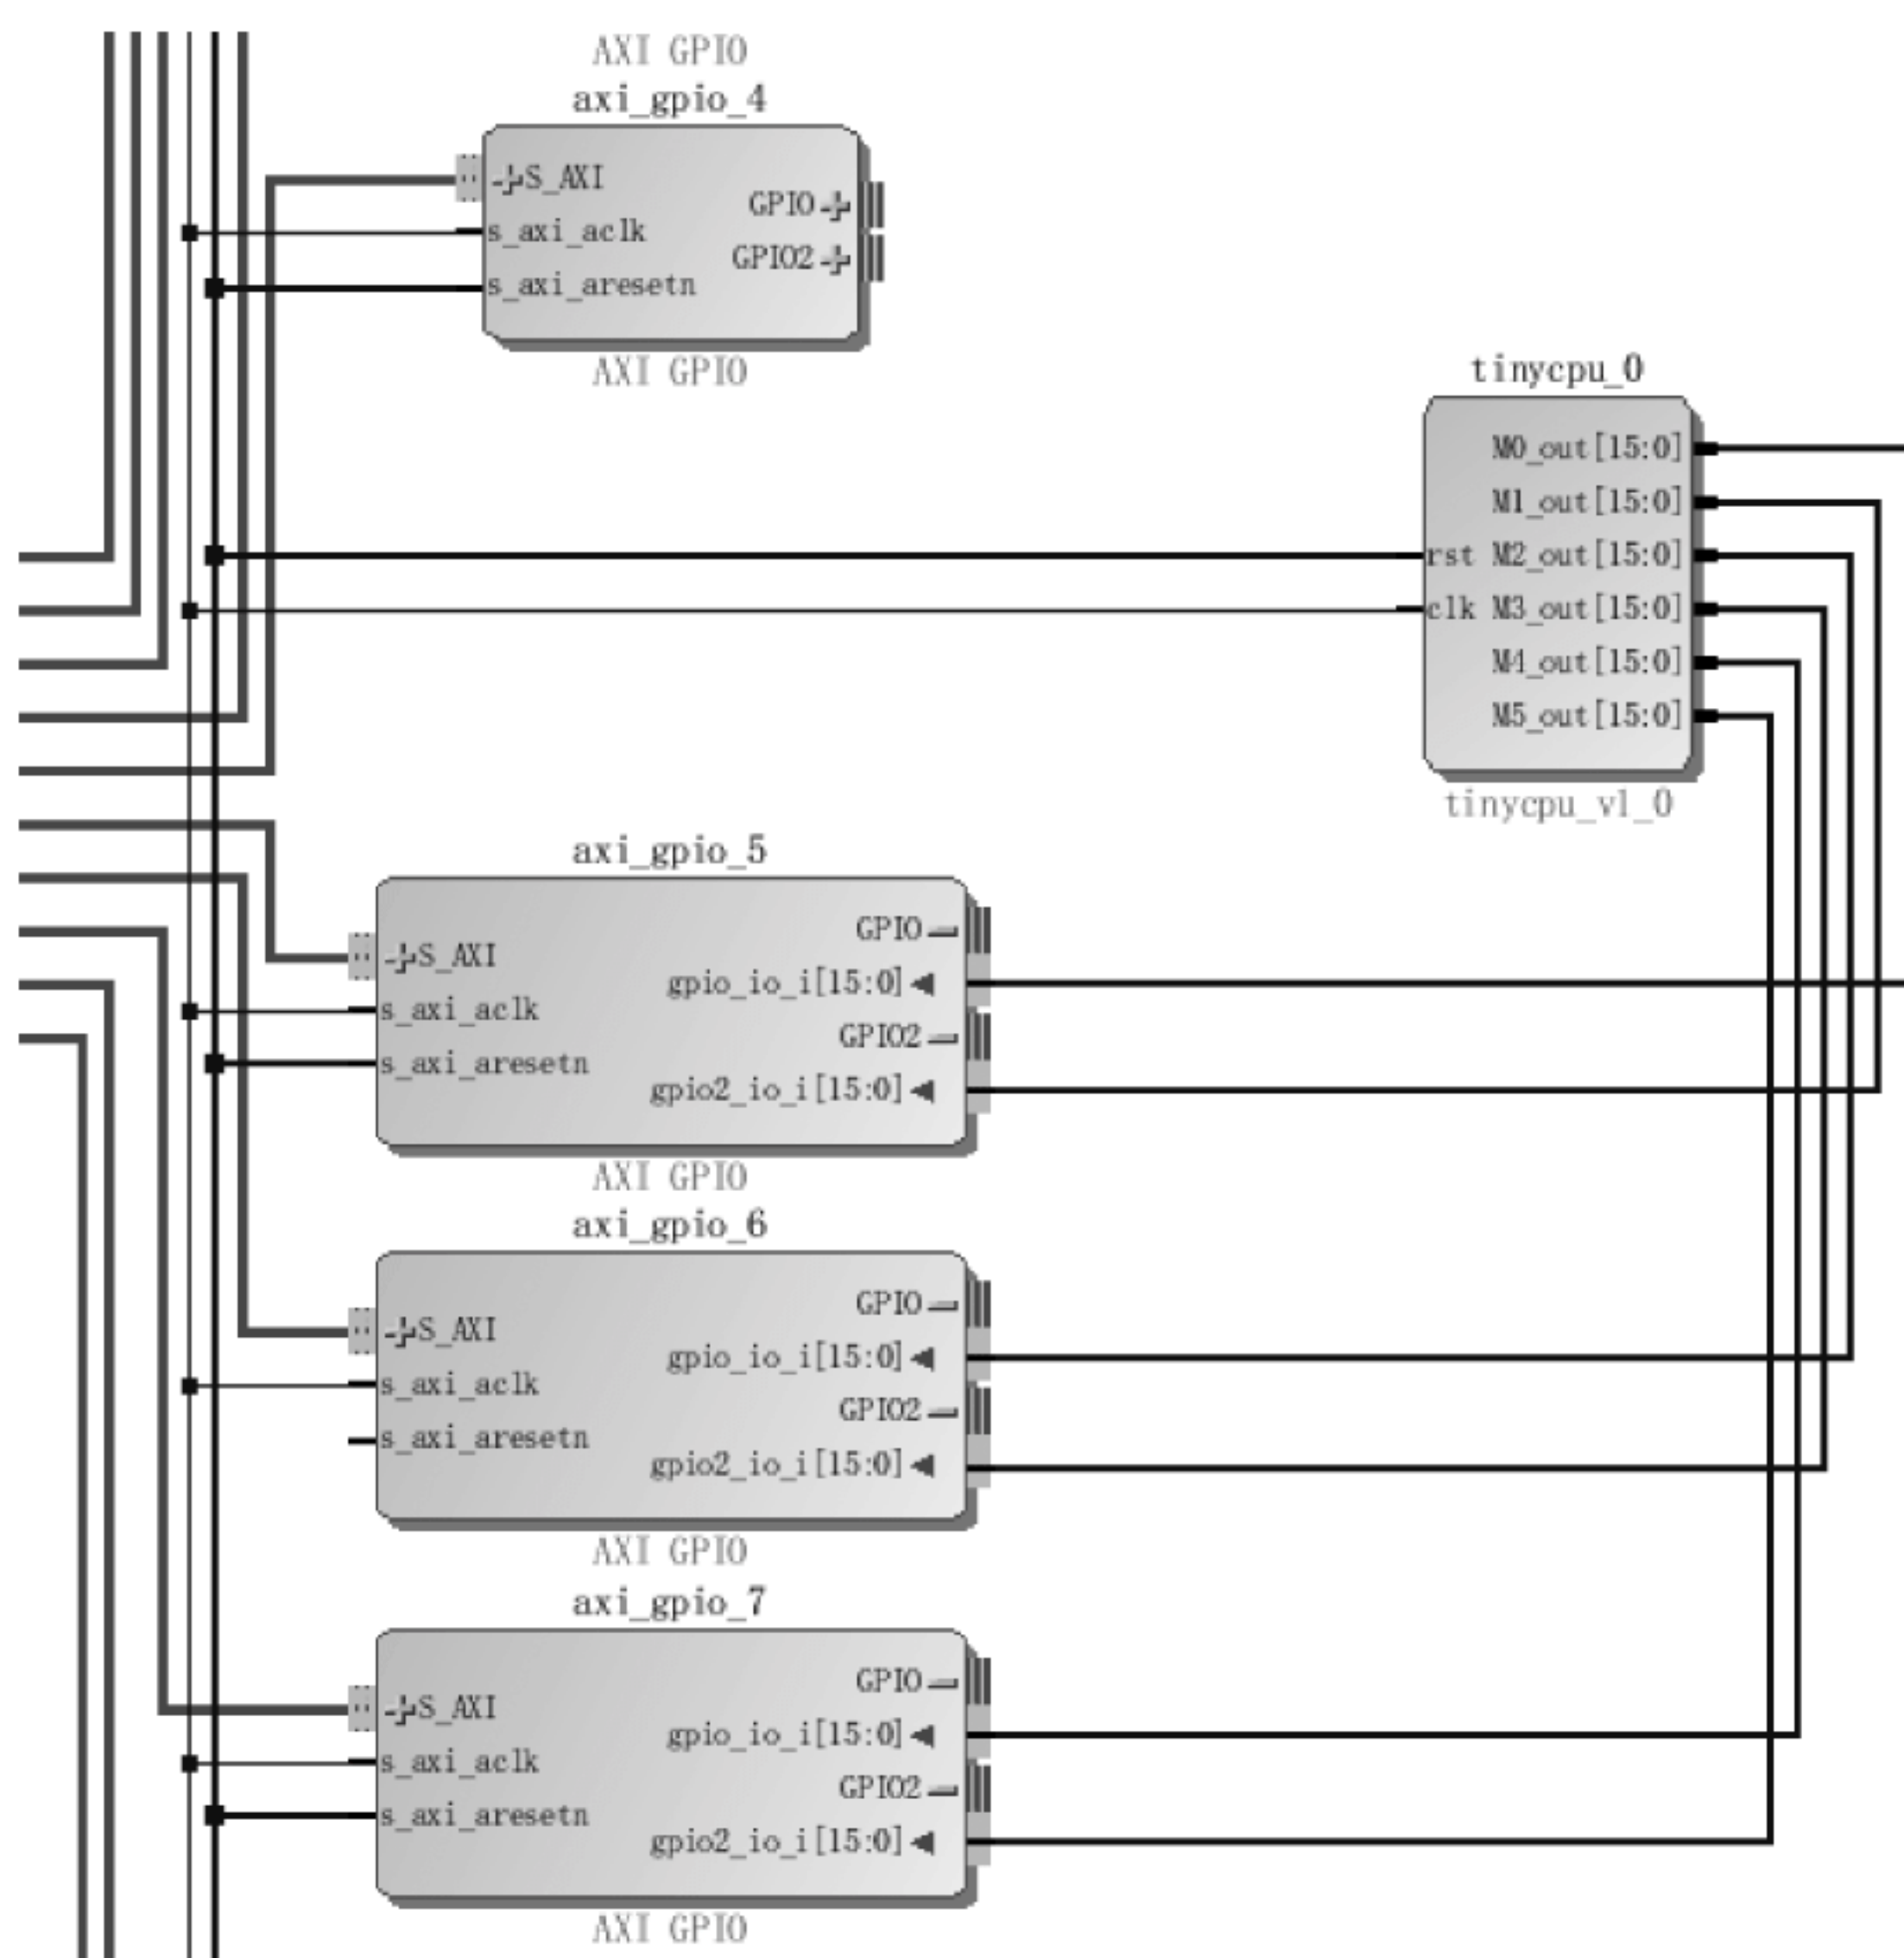 AXI GPIO
axi_gpio_4
S_AXI
GPIO
s_axi_aclk
GPIO2
s_axi_aresetn
AXI GPIO
tinycpu_0
M0_out[15:0]
M1_out[15:0]
rst M2_out[15:0]
clk M3_out[15:0]
M4_out[15:0]
M5_out[15:0]
tinycpu_v1_0
axi_gpio_5
GPIO
S_AXI
gpio_io_i[15:0]
s_axi_aclk
GPIO2
s_axi_aresetn
gpio2_io_i[15:0]
AXI GPIO
axi_gpio_6
GPIO
S_AXI
gpio_io_i[15:0]
s_axi_aclk
GPIO2
s_axi_aresetn
gpio2_io_i[15:0]
AXI GPIO
axi_gpio_7
GPIO
S_AXI
gpio_io_i[15:0]
s_axi_aclk
GPIO2
s_axi_aresetn
gpio2_io_i[15:0]
AXI GPIO